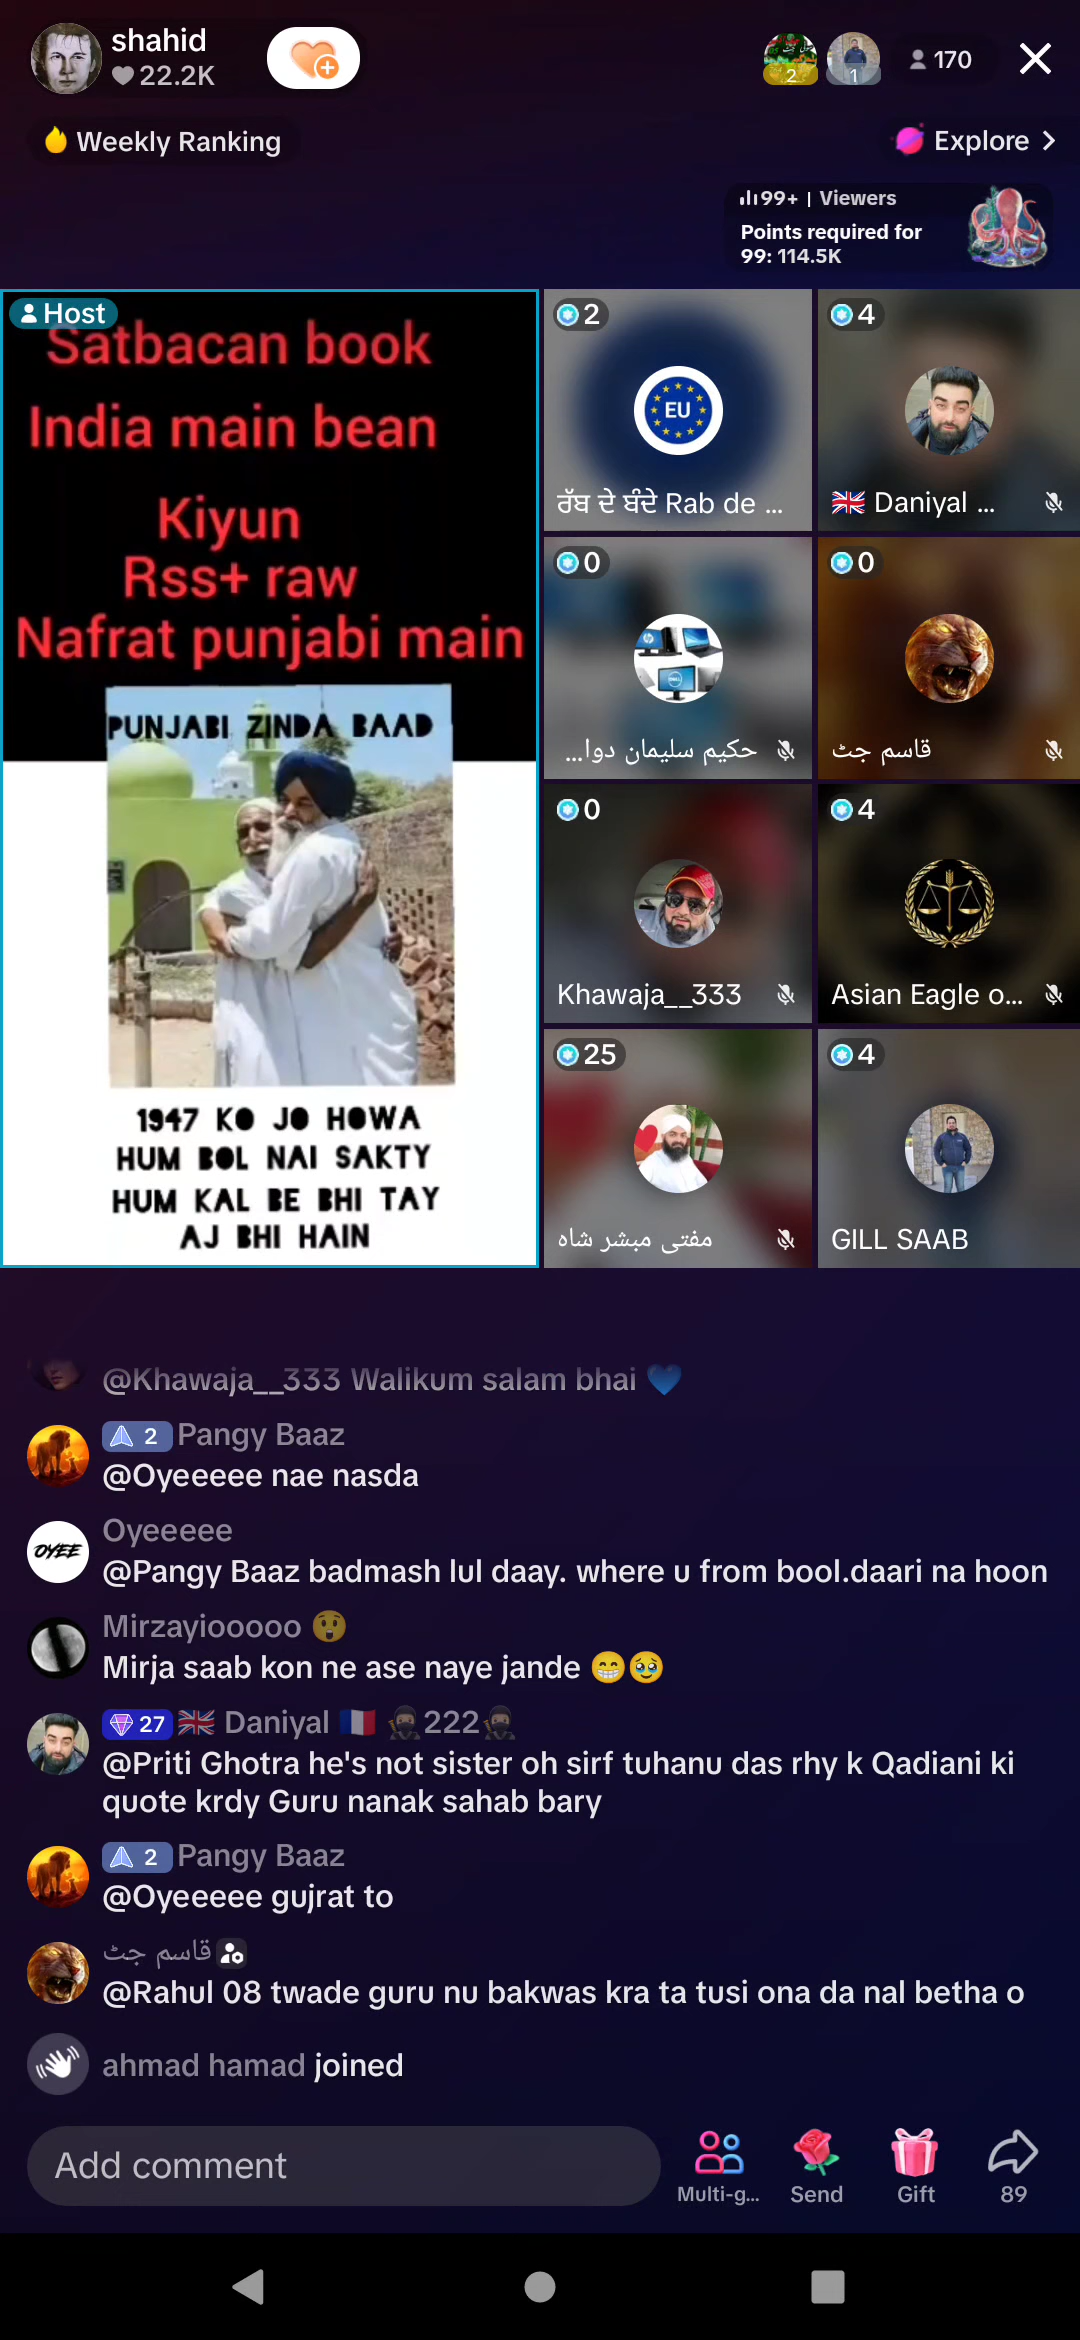 shahid
22.2K
2
1
170
Weekly Ranking
Explore
99+ | Viewers
Points required for
99: 114.5K
Host
Satbacan book
India main bean
Kiyun
Rss+ raw
Nafrat punjabi main
PUNJABI ZINDA BAAD
1947 KO JO HOWA
HUM BOL NAI SAKTY
HUM KAL BE BHI TAY
AJ BHI HAIN
2
EU
ਰੱਬ ਦੇ ਬੰਦੇ Rab de ...
4
🇬🇧 Daniyal ...
0
حکیم سلیمان دوا...
0
قاسم جٹ
0
Khawaja__333
4
Asian Eagle o...
25
مفتی مبشر شاہ
4
GILL SAAB
@Khawaja__333 Walikum salam bhai 💙
2 Pangy Baaz
@Oyeeeee nae nasda
OYEE
Oyeeeee
@Pangy Baaz badmash lul daay. where u from bool.daari na hoon
Mirzayiooooo 😲
Mirja saab kon ne ase naye jande 😁🥹
27 🇬🇧 Daniyal 🇫🇷 🥷222🥷
@Priti Ghotra he's not sister oh sirf tuhanu das rhy k Qadiani ki
quote krdy Guru nanak sahab bary
2 Pangy Baaz
@Oyeeeee gujrat to
قاسم جٹ
@Rahul 08 twade guru nu bakwas kra ta tusi ona da nal betha o
ahmad hamad joined
Add comment
Multi-g...
Send
Gift
89